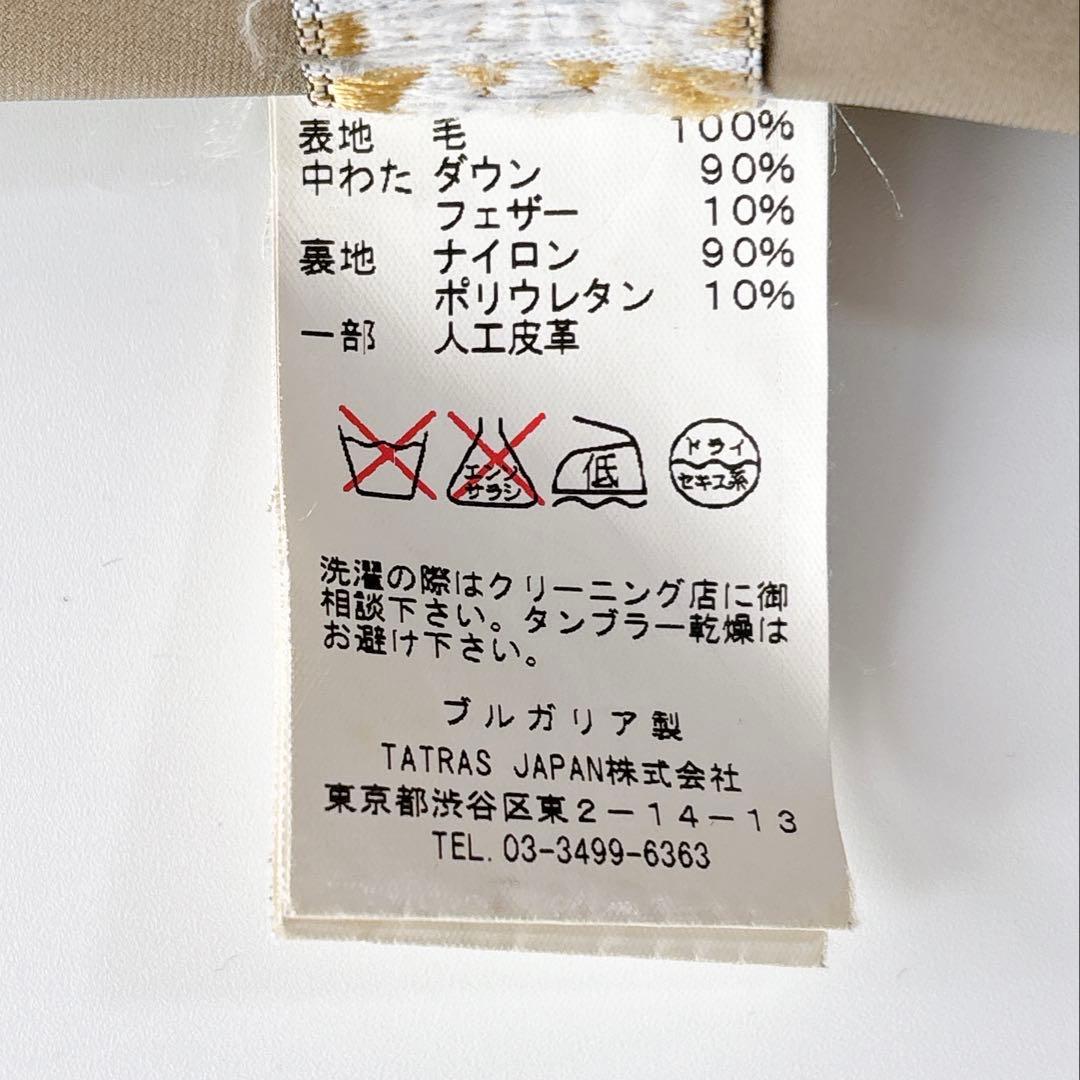 表地 毛 100%
中わた ダウン 90%
フェザー 10%
裏地 ナイロン 90%
ポリウレタン 10%
一部 人工皮革
エンソ
サラシ
低
ドライ
セキユ系
洗濯の際はクリーニング店に御
相談下さい。タンブラー乾燥は
お避け下さい。
ブルガリア製
TATRAS JAPAN株式会社
東京都渋谷区東2-14-13
TEL. 03-3499-6363